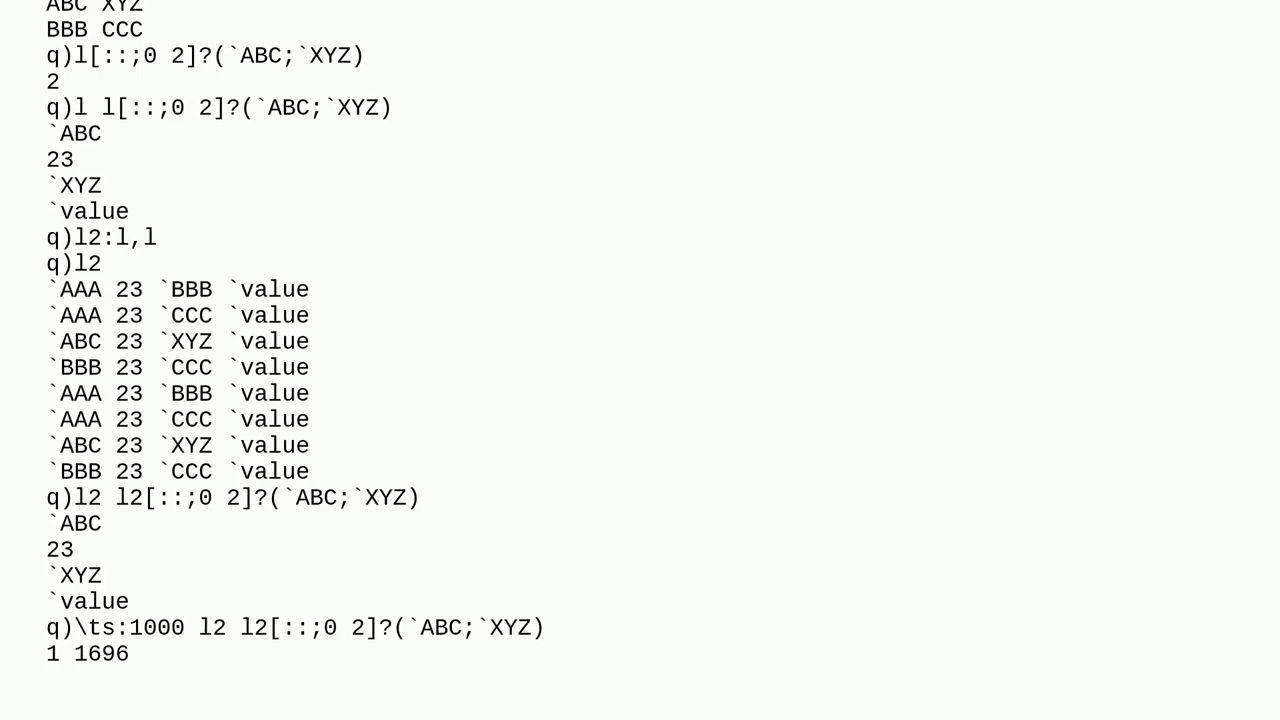 ABC XYZ
BBB CCC
q)l[::;0 2]?(`ABC;`XYZ)
2
q)l l[::;0 2]?(`ABC;`XYZ)
`ABC
23
`XYZ
`value
q)l2:l,l
q)l2
`AAA 23 `BBB `value
`AAA 23 `CCC `value
`ABC 23 `XYZ `value
`BBB 23 `CCC `value
`AAA 23 `BBB `value
`AAA 23 `CCC `value
`ABC 23 `XYZ `value
`BBB 23 `CCC `value
q)l2 l2[::;0 2]?(`ABC;`XYZ)
`ABC
23
`XYZ
`value
q)\ts:1000 l2 l2[::;0 2]?(`ABC;`XYZ)
1 1696